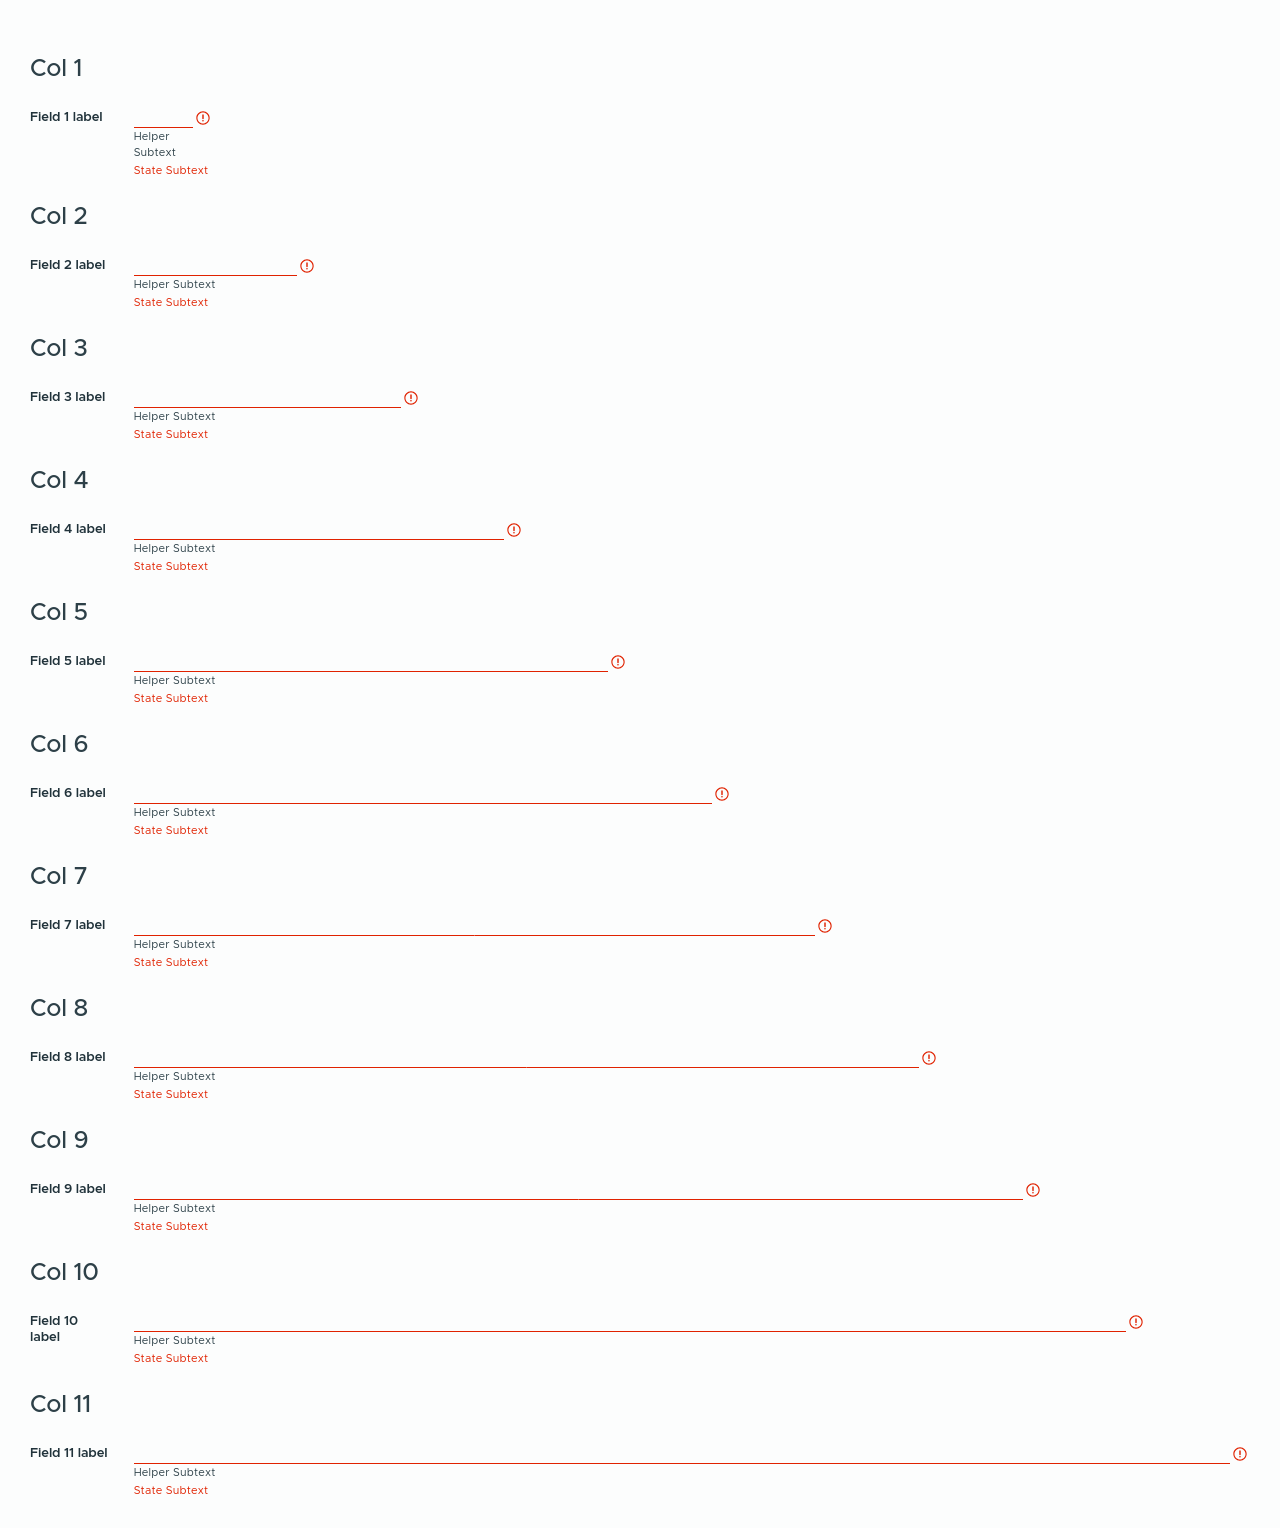 Col 1
Field 1 label
Helper
Subtext
State Subtext
Col 2
Field 2 label
Helper Subtext
State Subtext
Col 3
Field 3 label
Helper Subtext
State Subtext
Col 4
Field 4 label
Helper Subtext
State Subtext
Col 5
Field 5 label
Helper Subtext
State Subtext
Col 6
Field 6 label
Helper Subtext
State Subtext
Col 7
Field 7 label
Helper Subtext
State Subtext
Col 8
Field 8 label
Helper Subtext
State Subtext
Col 9
Field 9 label
Helper Subtext
State Subtext
Col 10
Field 10
label
Helper Subtext
State Subtext
Col 11
Field 11 label
Helper Subtext
State Subtext